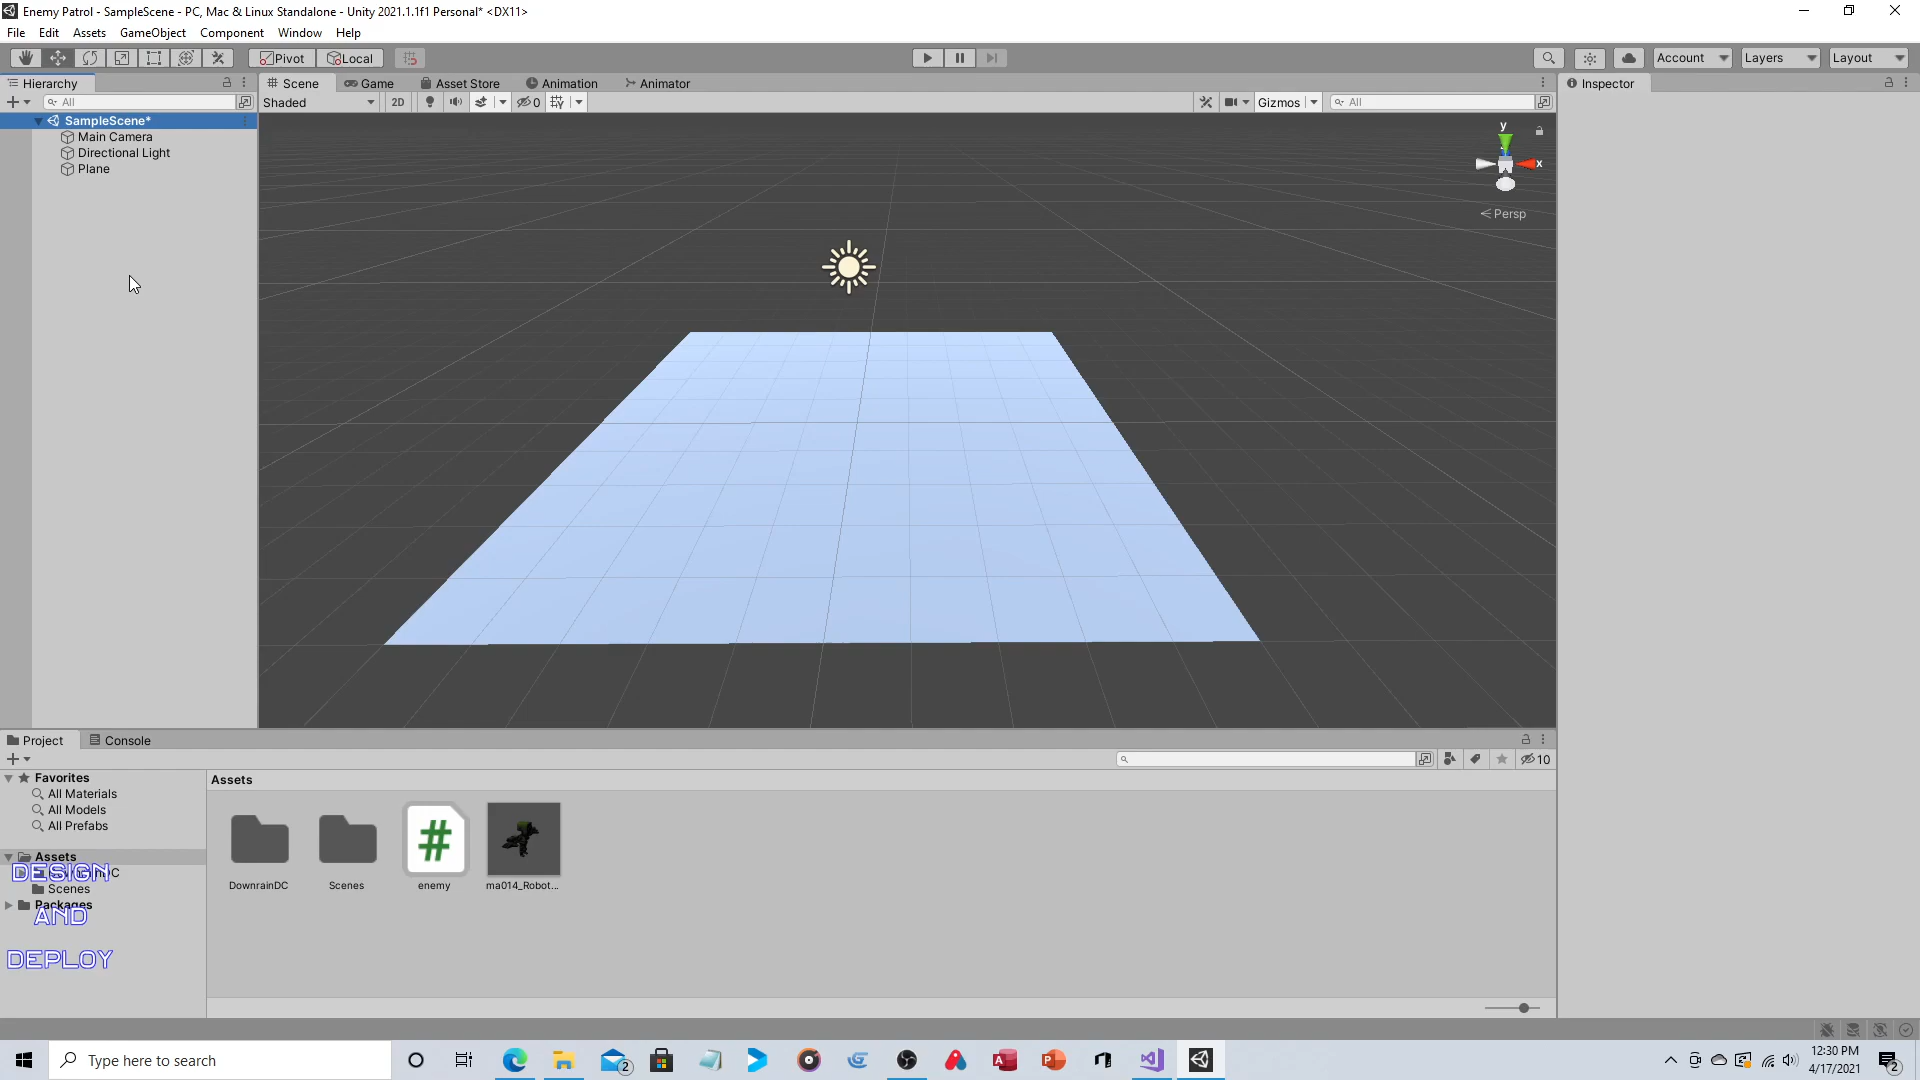 Enemy Patrol - SampleScene - PC, Mac & Linux Standalone - Unity 2021.1.1f1 Personal* <DX11>
File Edit Assets GameObject Component Window Help
Pivot Local Account Layers Layout
Hierarchy Scene Game Asset Store Animation Animator Inspector
All Shaded 2D 0 Gizmos All
SampleScene*
Main Camera
Directional Light
Plane
y
x
Persp
Project Console
10
Favorites
All Materials
All Models
All Prefabs
Assets
DownrainDC Scenes enemy ma014_Robot...
Assets
Scenes
Packages
DESIGN
AND
DEPLOY
Type here to search
2
12:30 PM
4/17/2021
2